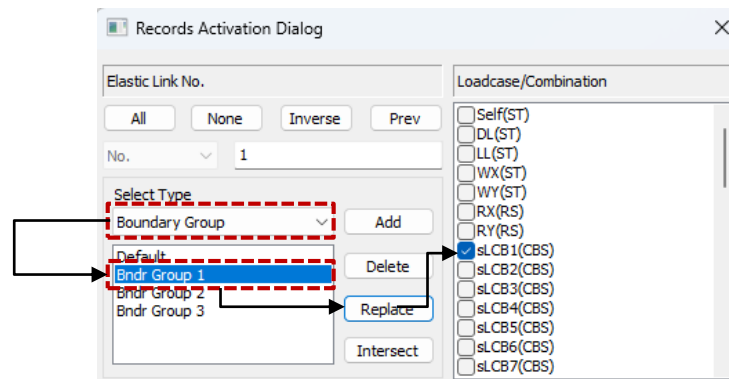 Records Activation Dialog
Elastic Link No.
All None Inverse Prev
No. 1
Select Type
Boundary Group Add
Default
Bndr Group 1
Bndr Group 2
Bndr Group 3
Delete
Replace
Intersect
Loadcase/Combination
Self(ST)
DL(ST)
LL(ST)
WX(ST)
WY(ST)
RX(RS)
RY(RS)
sLCB1(CBS)
sLCB2(CBS)
sLCB3(CBS)
sLCB4(CBS)
sLCB5(CBS)
sLCB6(CBS)
sLCB7(CBS)